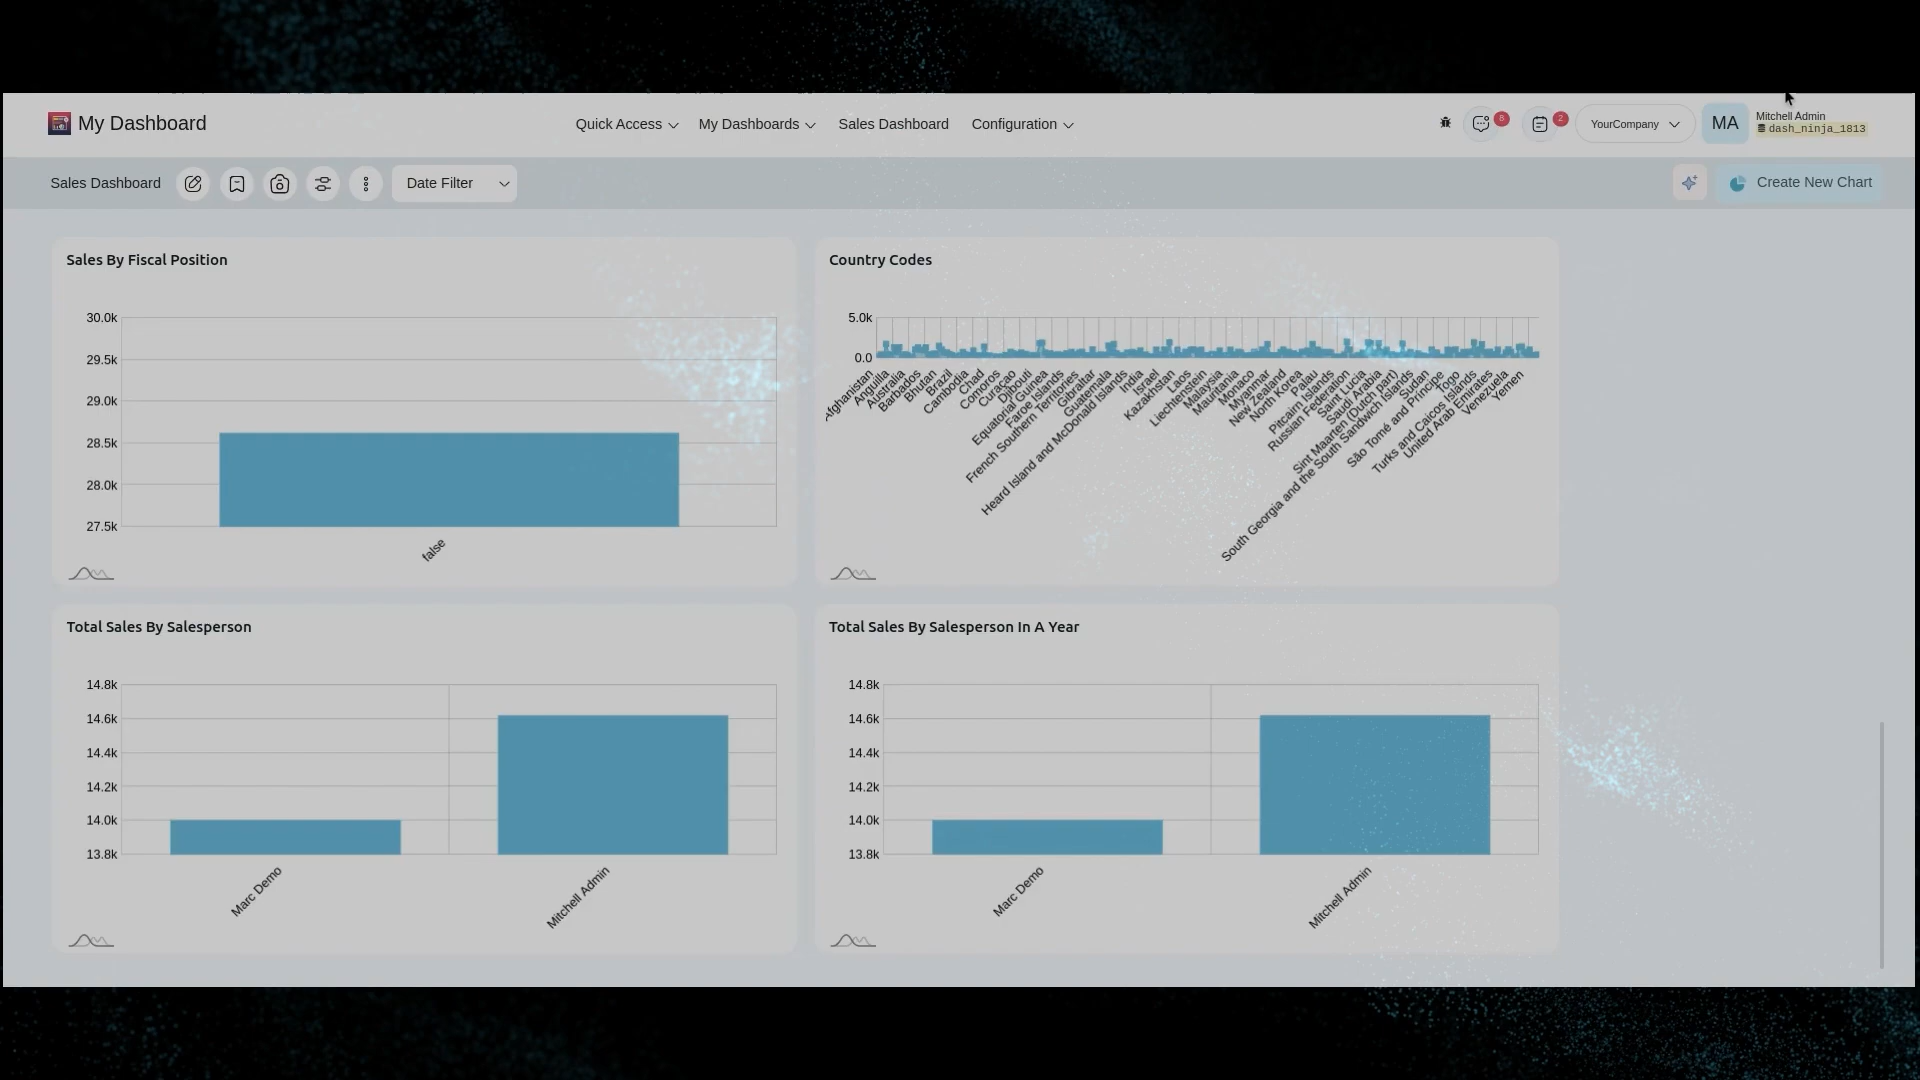 My Dashboard
Quick Access
My Dashboards
Sales Dashboard
Configuration
8
2
YourCompany
MA
Mitchell Admin
dash_ninja_1813
Sales Dashboard
Date Filter
Create New Chart
Sales By Fiscal Position
30.0k
29.5k
29.0k
28.5k
28.0k
27.5k
false
Country Codes
5.0k
0.0
Afghanistan
Anguilla
Australia
Barbados
Bhutan
Brazil
Cambodia
Chad
Comoros
Curaçao
Djibouti
Equatorial Guinea
Faroe Islands
French Southern Territories
Gibraltar
Guatemala
Heard Island and McDonald Islands
India
Israel
Kazakhstan
Laos
Liechtenstein
Malaysia
Mauritania
Monaco
Myanmar
New Zealand
North Korea
Palau
Pitcairn Islands
Russian Federation
Saint Lucia
Saudi Arabia
Sint Maarten (Dutch part)
South Georgia and the South Sandwich Islands
Sudan
São Tomé and Príncipe
Togo
Turks and Caicos Islands
United Arab Emirates
Venezuela
Yemen
Total Sales By Salesperson
14.8k
14.6k
14.4k
14.2k
14.0k
13.8k
Marc Demo
Mitchell Admin
Total Sales By Salesperson In A Year
14.8k
14.6k
14.4k
14.2k
14.0k
13.8k
Marc Demo
Mitchell Admin